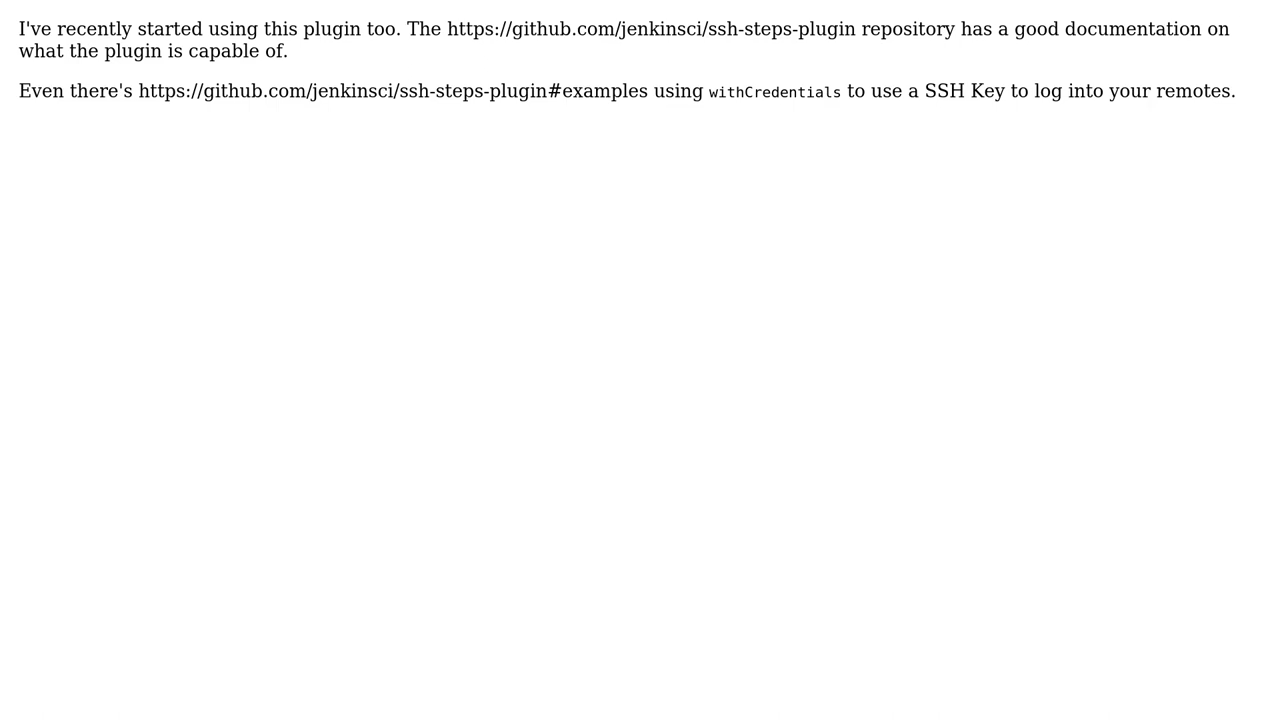 I've recently started using this plugin too. The https://github.com/jenkinsci/ssh-steps-plugin repository has a good documentation on
what the plugin is capable of.
Even there's https://github.com/jenkinsci/ssh-steps-plugin#examples using withCredentials to use a SSH Key to log into your remotes.